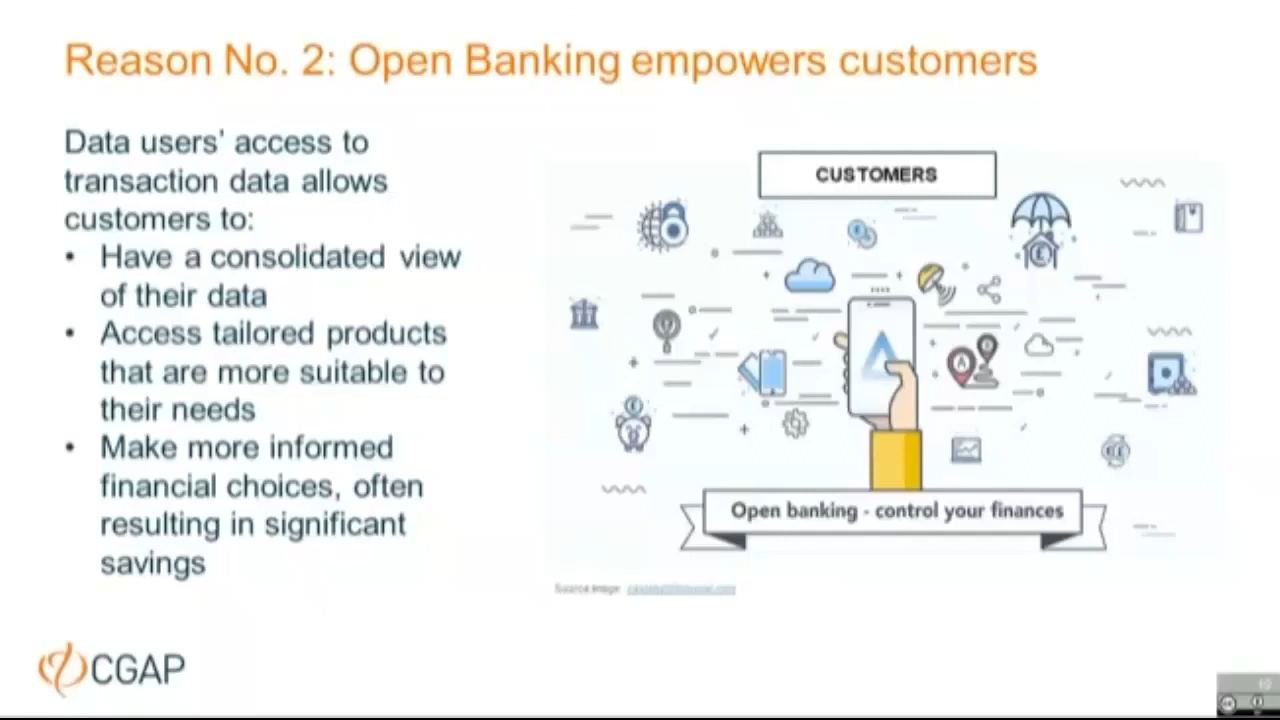 Reason No. 2: Open Banking empowers customers
Data users' access to
transaction data allows
customers to:
• Have a consolidated view
of their data
• Access tailored products
that are more suitable to
their needs
• Make more informed
financial choices, often
resulting in significant
savings
CUSTOMERS
Open banking - control your finances
Source image:
CGAP